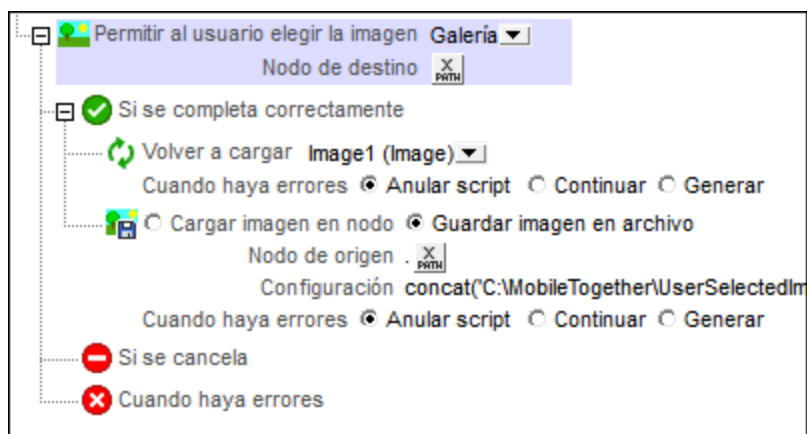 Permitir al usuario elegir la imagen Galería
Nodo de destino X PATH
Si se completa correctamente
Volver a cargar Image1 (Image)
Cuando haya errores Anular script Continuar Generar
Cargar imagen en nodo Guardar imagen en archivo
Nodo de origen . X PATH
Configuración concat('C:\MobileTogether\UserSelectedIm
Cuando haya errores Anular script Continuar Generar
Si se cancela
Cuando haya errores